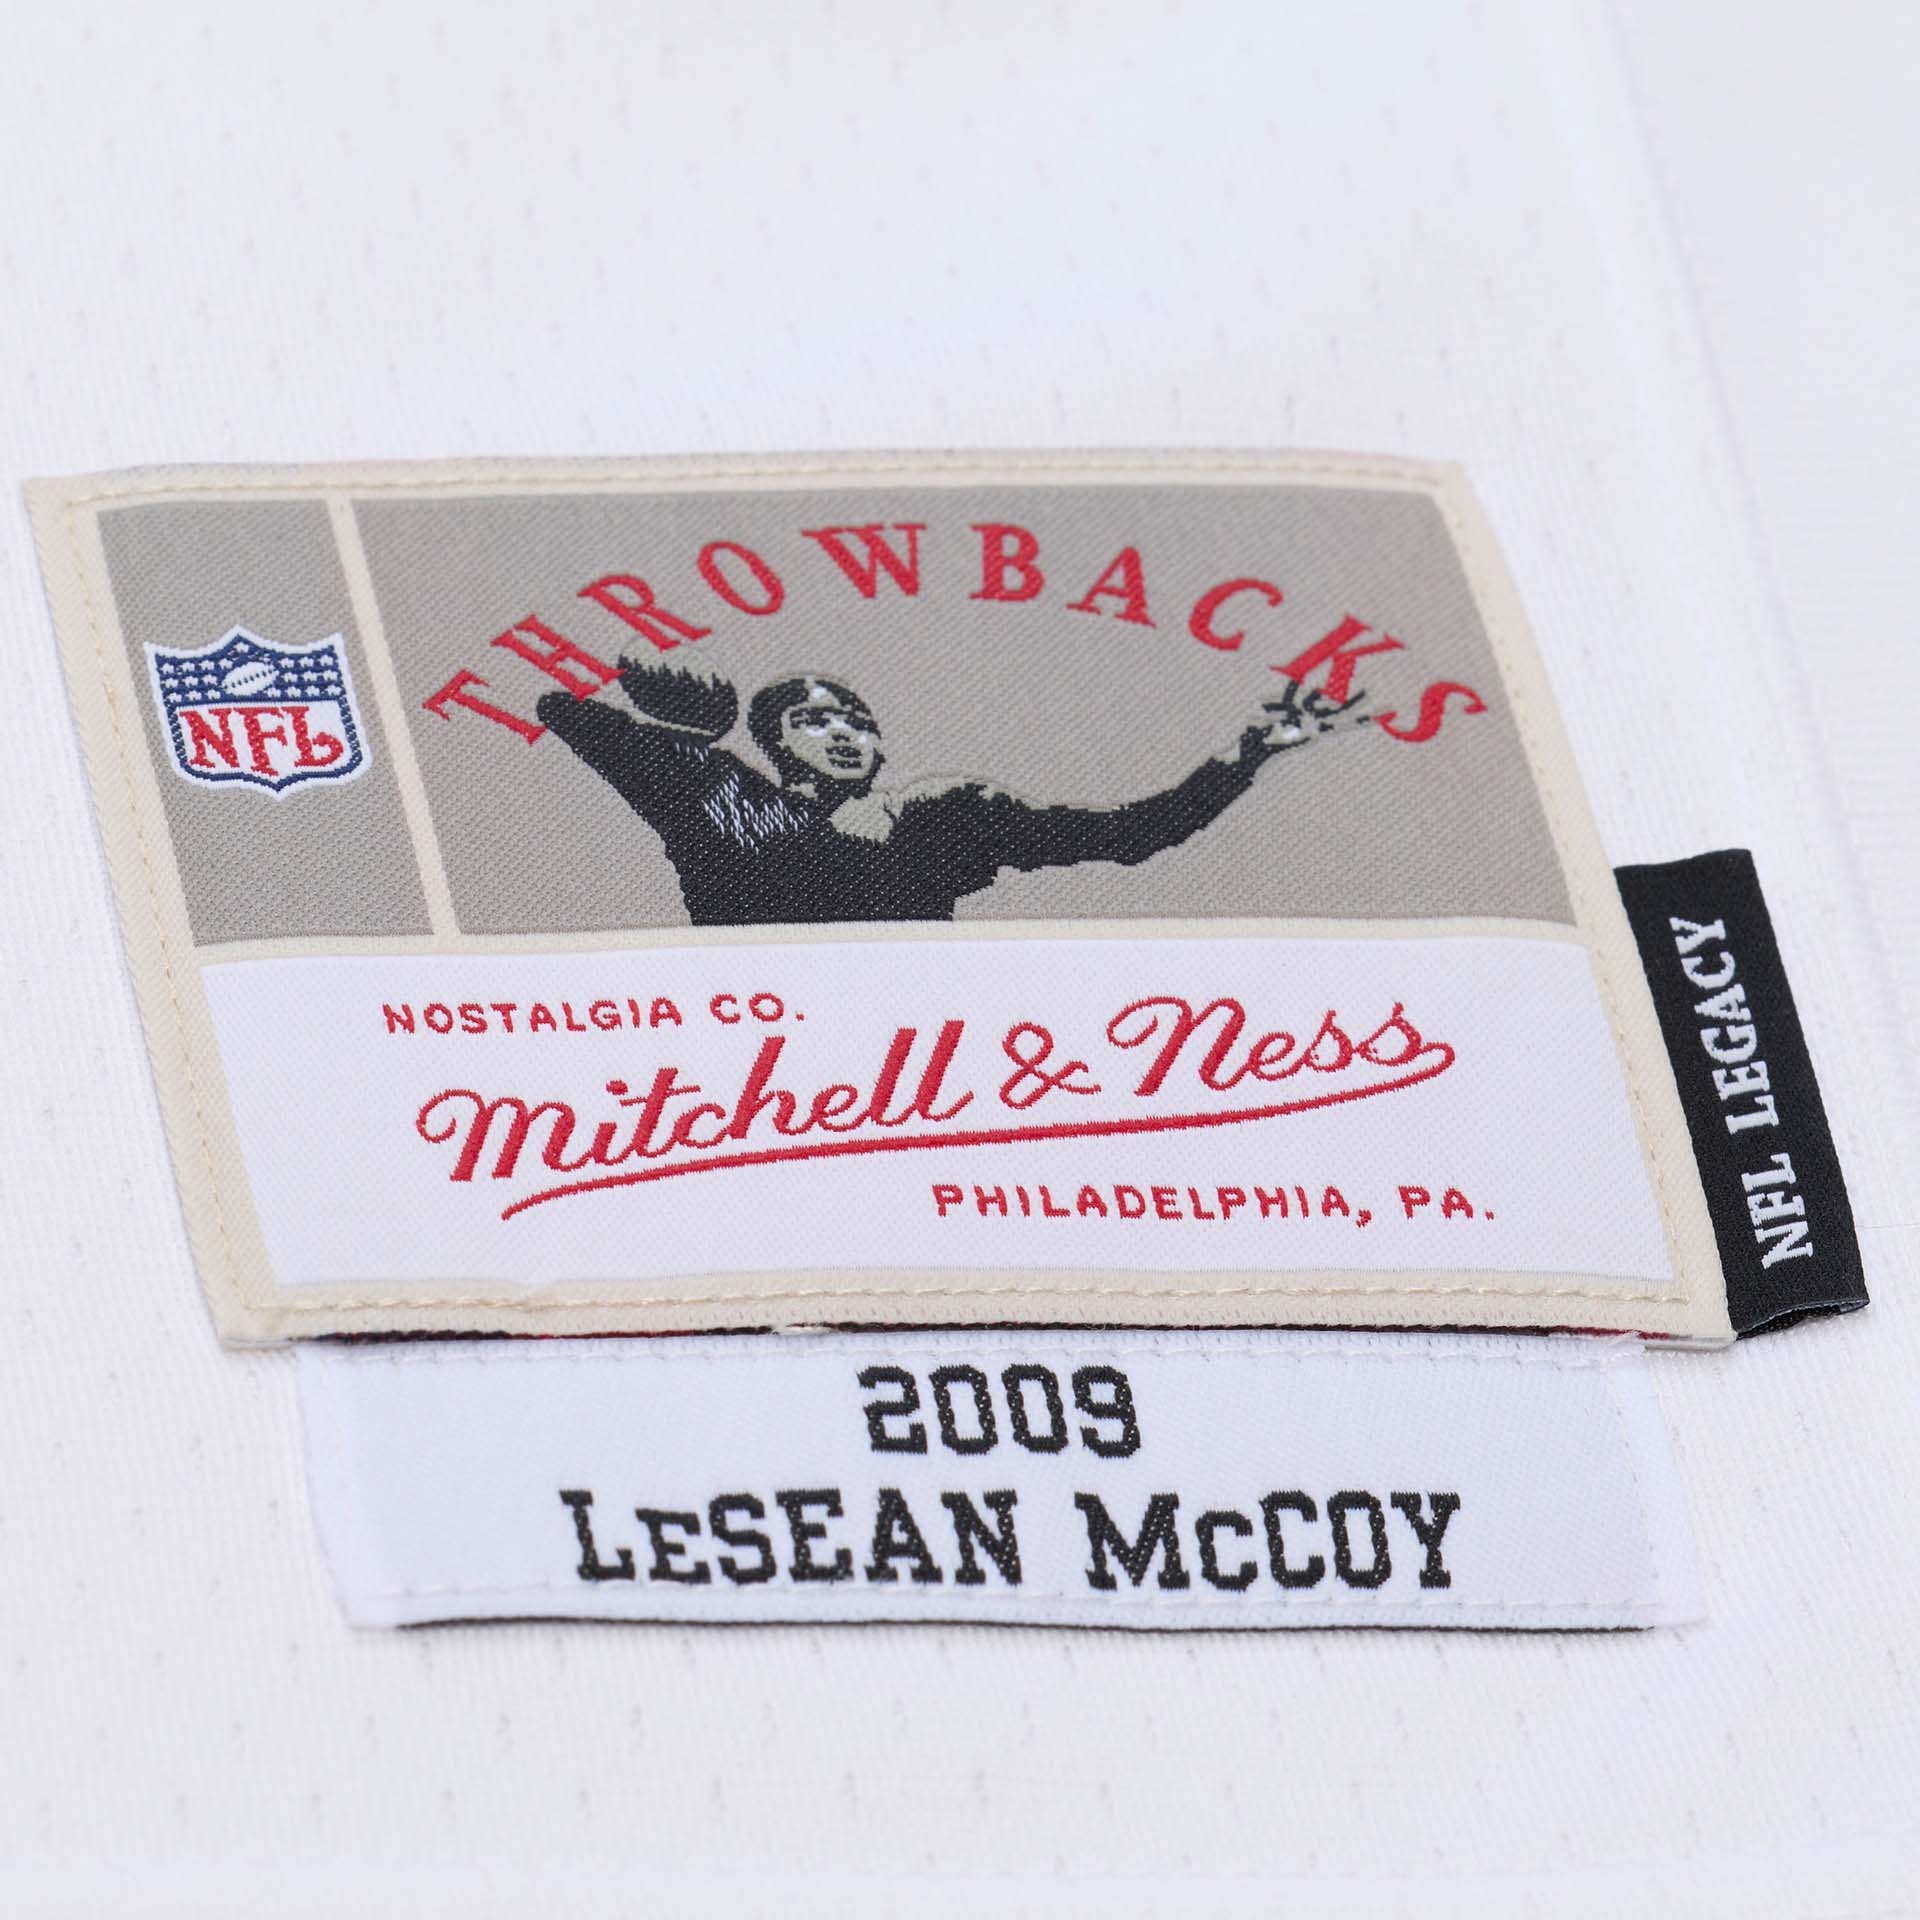 THROWBACKS
NFL
NOSTALGIA CO.
Mitchell & Ness
PHILADELPHIA, PA.
NFL LEGACY
2009
LeSEAN McCOY